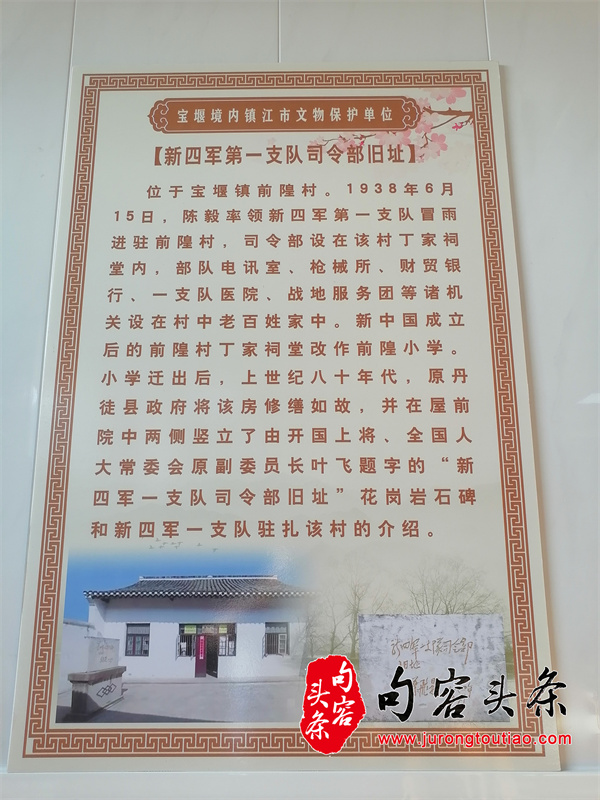 宝堰境内镇江市文物保护单位
【新四军第一支队司令部旧址】
位于宝堰镇前隍村。1938年6月
15日，陈毅率领新四军第一支队冒雨
进驻前隍村，司令部设在该村丁家祠
堂内，部队电讯室、枪械所、财贸银
行、一支队医院、战地服务团等诸机
关设在村中老百姓家中。新中国成立
后的前隍村丁家祠堂改作前隍小学。
小学迁出后，上世纪八十年代，原丹
徒县政府将该房修缮如故，并在屋前
院中两侧竖立了由开国上将、全国人
大常委会原副委员长叶飞题字的“新
四军一支队司令部旧址”花岗岩石碑
和新四军一支队驻扎该村的介绍。
新四军一支队司令部
旧址
句容头条
句容头条
www.jurongtoutiao.com